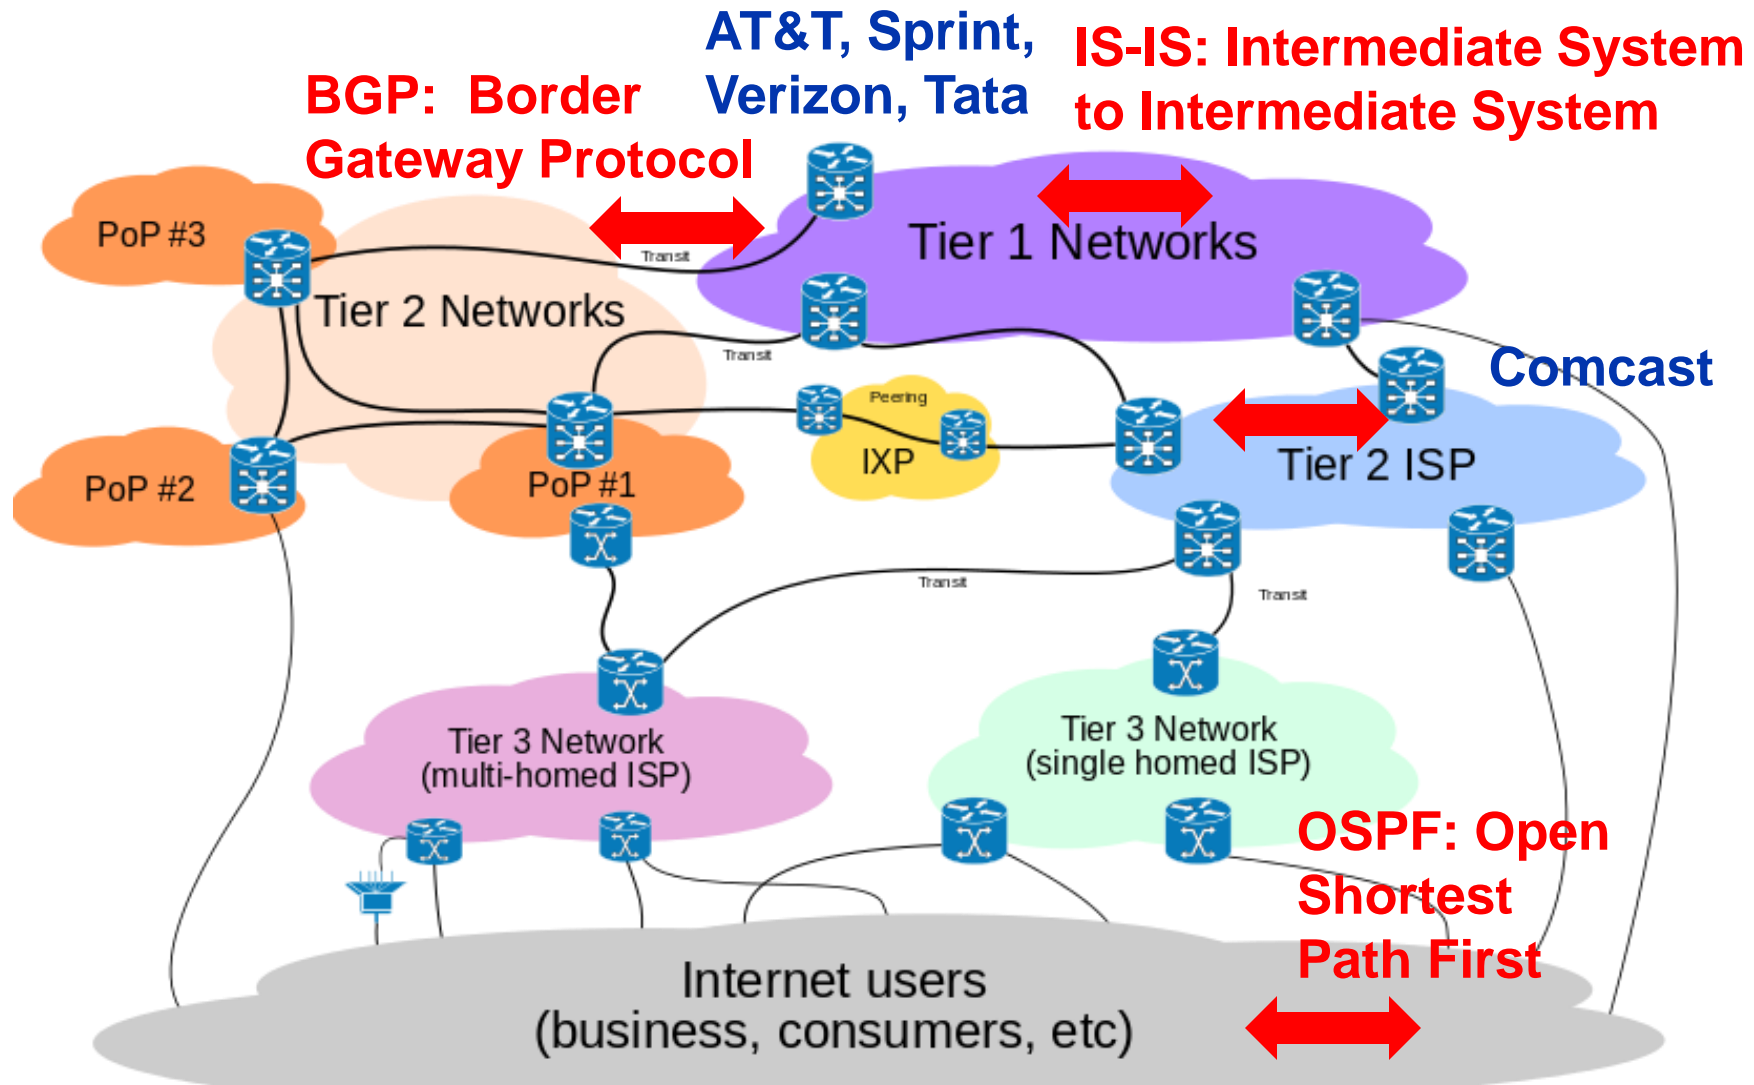 AT&T, Sprint,
Verizon, Tata
IS-IS: Intermediate System
to Intermediate System
BGP: Border
Gateway Protocol
PoP #3
Transit
Tier 1 Networks
Tier 2 Networks
Transit
Comcast
Peering
IXP
Tier 2 ISP
PoP #2
PoP #1
Transit
Transit
Tier 3 Network
(multi-homed ISP)
Tier 3 Network
(single homed ISP)
OSPF: Open
Shortest
Path First
Internet users
(business, consumers, etc)